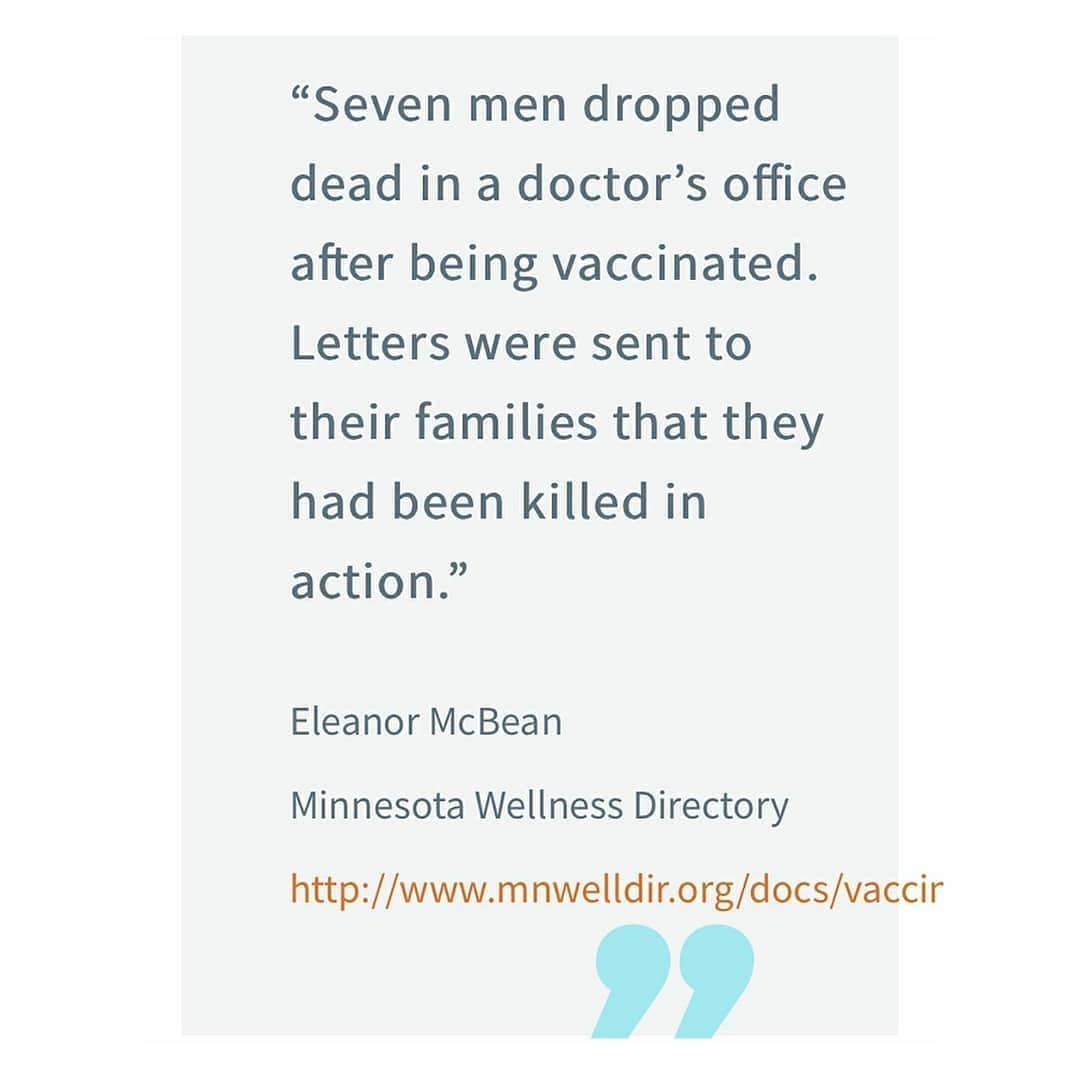 “Seven men dropped
dead in a doctor’s office
after being vaccinated.
Letters were sent to
their families that they
had been killed in
action.”
Eleanor McBean
Minnesota Wellness Directory
http://www.mnwelldir.org/docs/vaccir
”